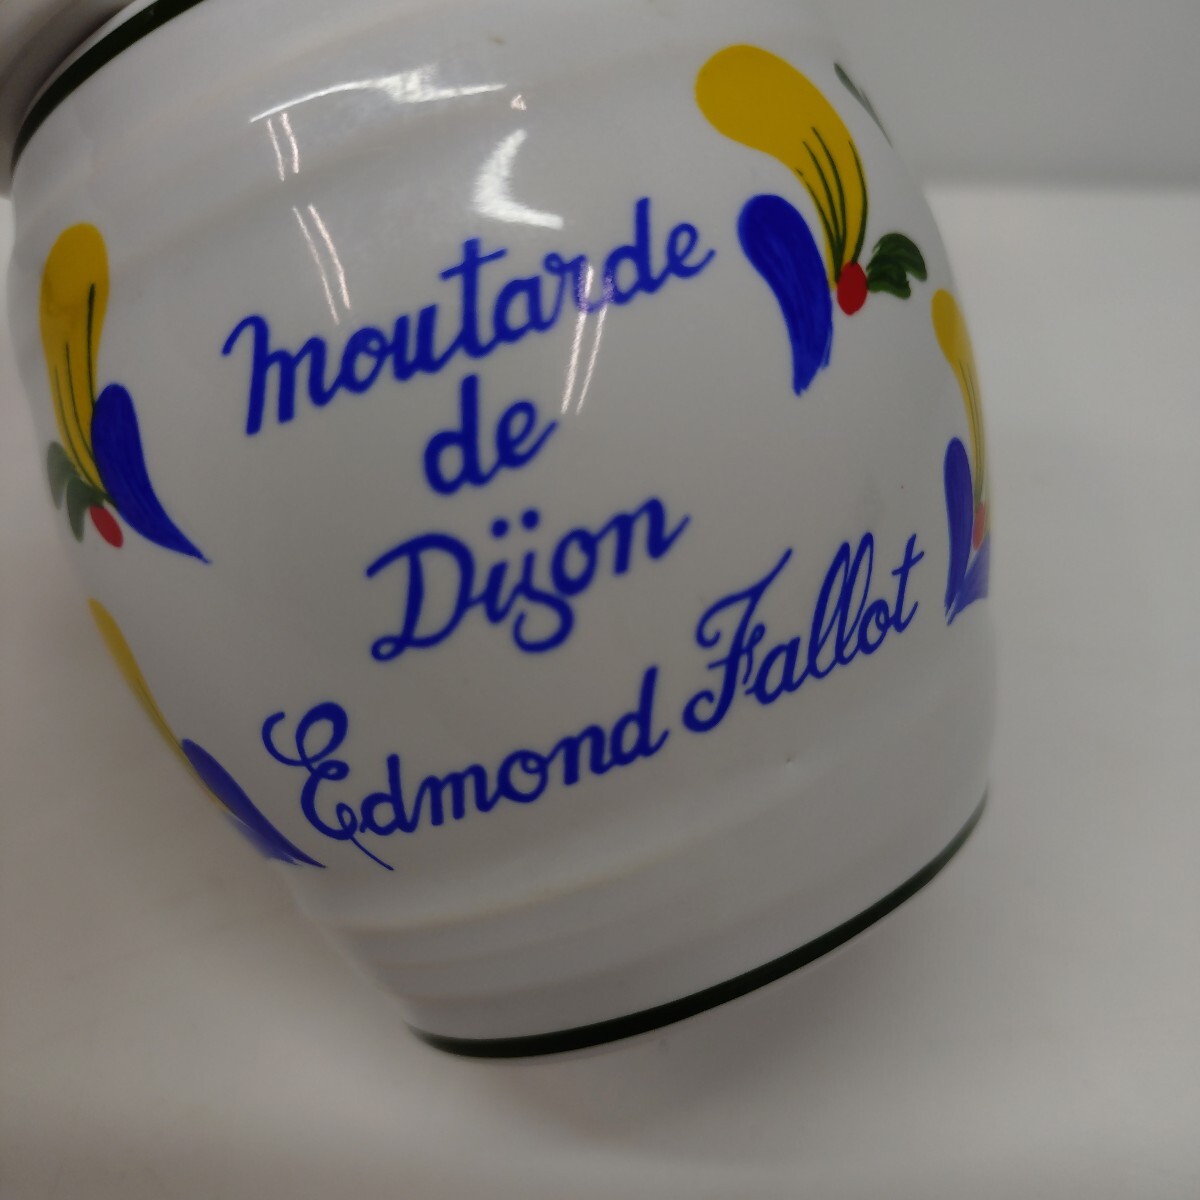 moutarde
de
Dijon
Edmond Fallot